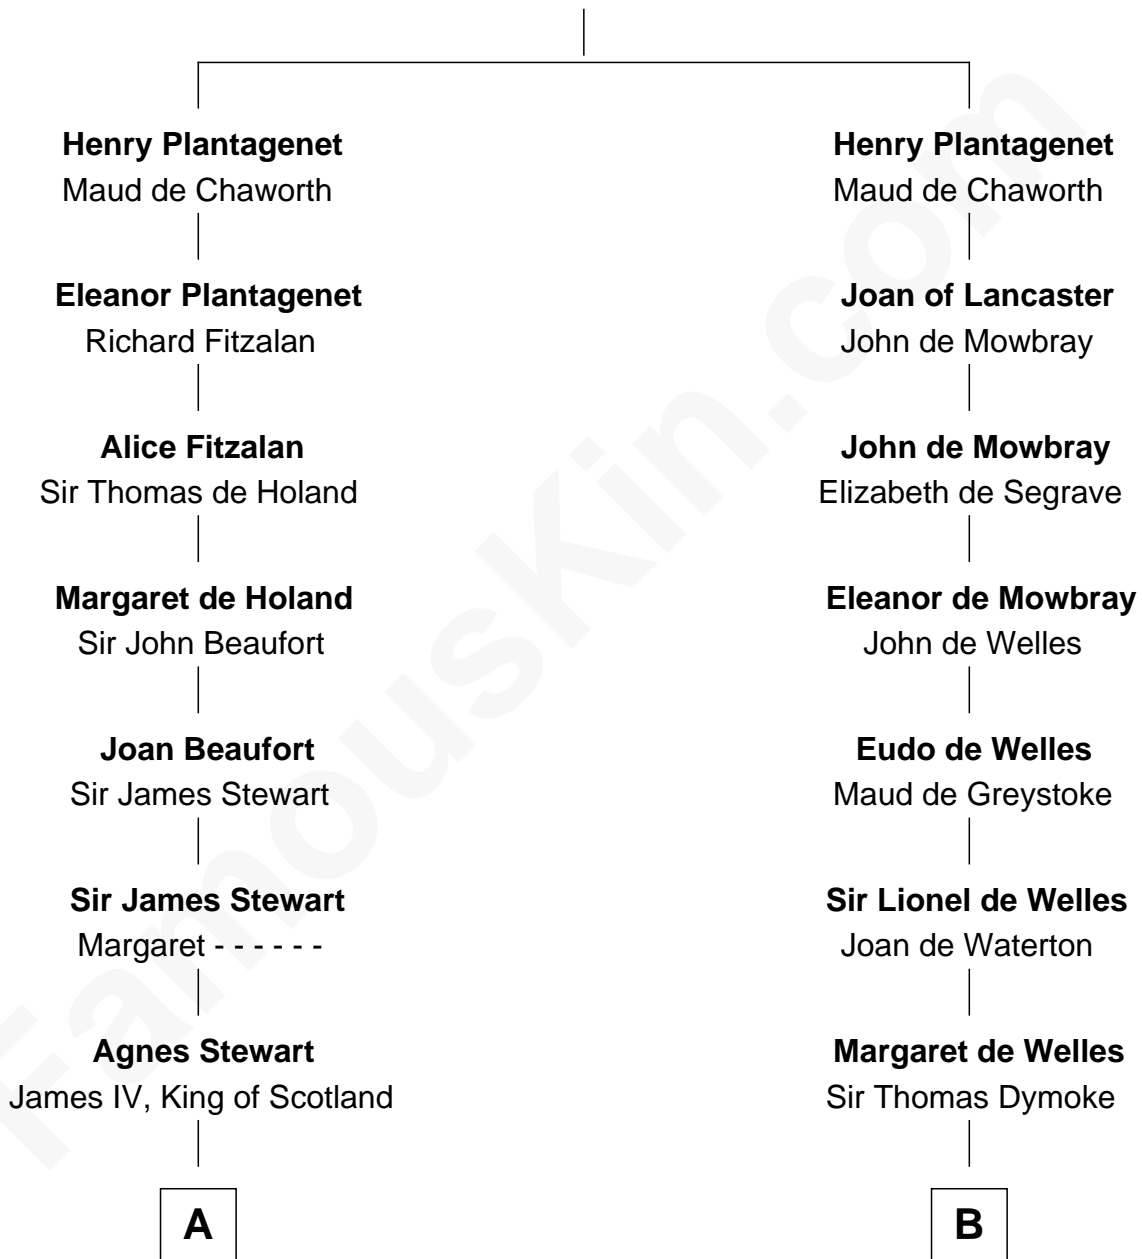 Henry Plantagenet
Maud de Chaworth
Eleanor Plantagenet
Richard Fitzalan
Alice Fitzalan
Sir Thomas de Holand
Margaret de Holand
Sir John Beaufort
Joan Beaufort
Sir James Stewart
Sir James Stewart
Margaret - - - - - -
Agnes Stewart
James IV, King of Scotland
A
Henry Plantagenet
Maud de Chaworth
Joan of Lancaster
John de Mowbray
John de Mowbray
Elizabeth de Segrave
Eleanor de Mowbray
John de Welles
Eudo de Welles
Maud de Greystoke
Sir Lionel de Welles
Joan de Waterton
Margaret de Welles
Sir Thomas Dymoke
B
FamousKin.com